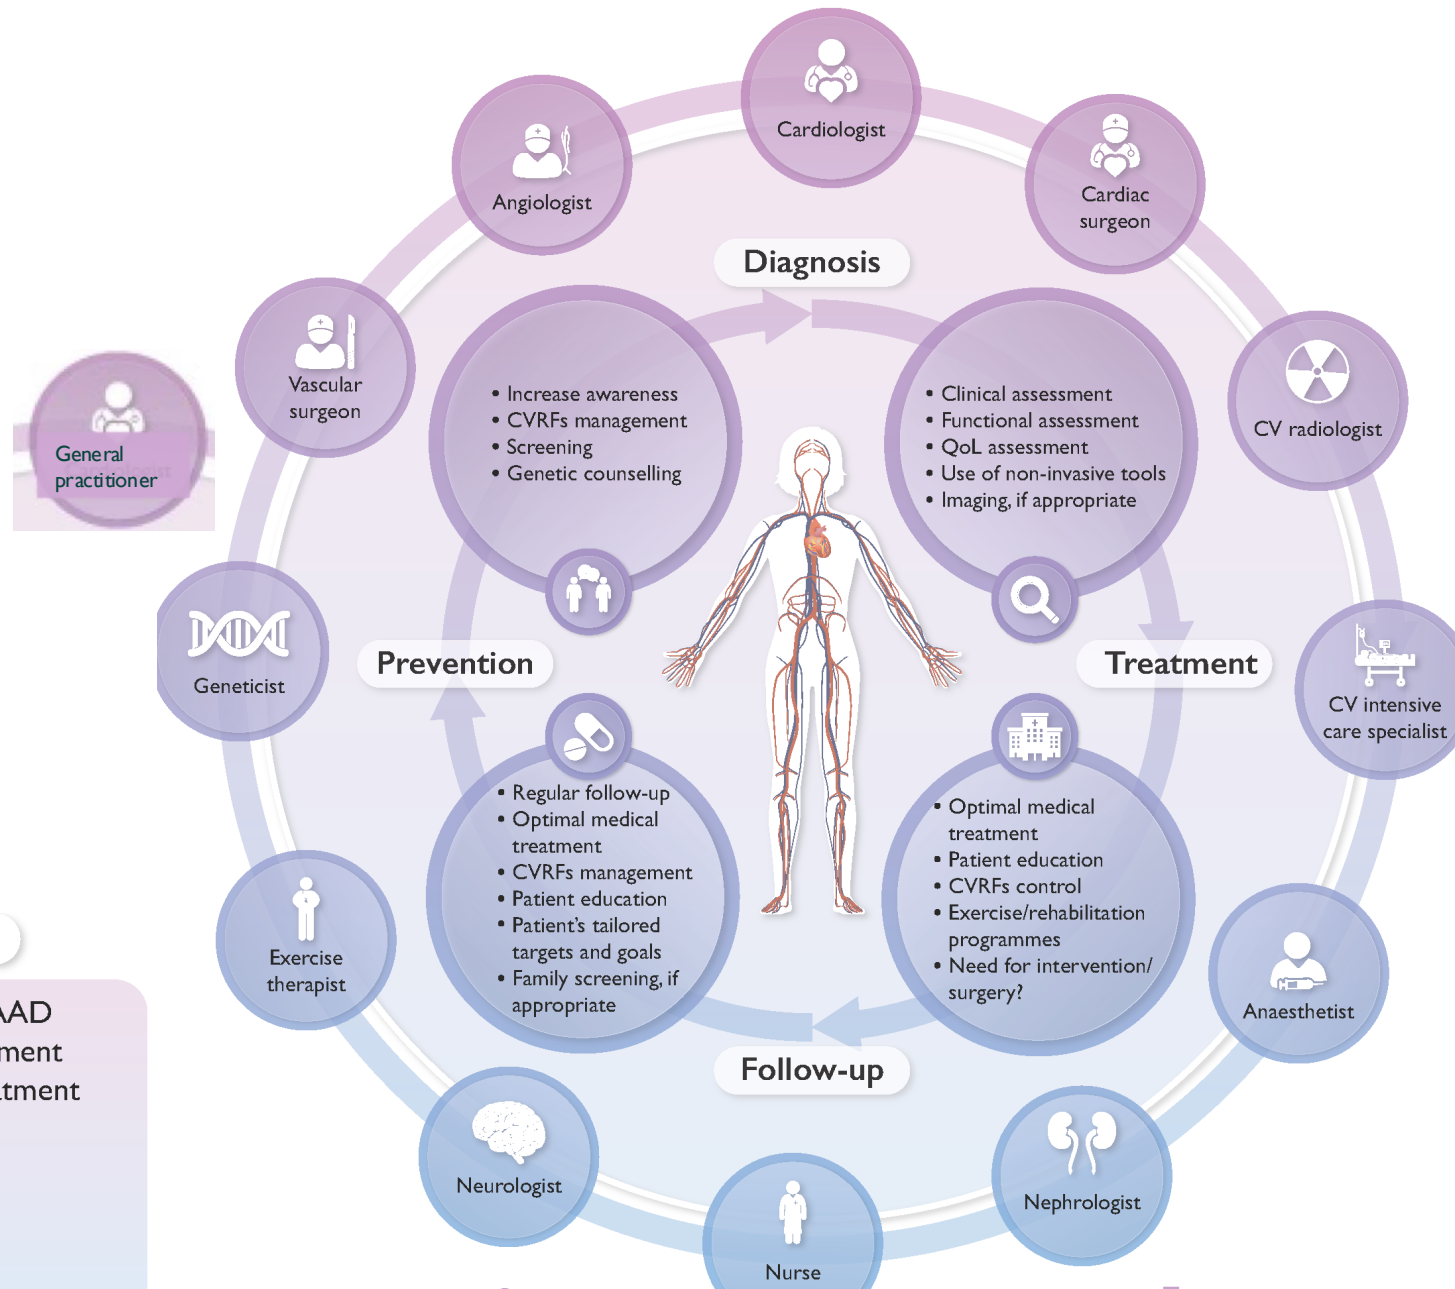 Cardiologist
Angiologist
Cardiac
surgeon
Diagnosis
Vascular
surgeon
CV radiologist
General
practitioner
• Increase awareness
• CVRFs management
• Screening
• Genetic counselling
• Clinical assessment
• Functional assessment
• QoL assessment
• Use of non-invasive tools
• Imaging, if appropriate
Geneticist
Prevention
Treatment
CV intensive
care specialist
• Regular follow-up
• Optimal medical
treatment
• CVRFs management
• Patient education
• Patient's tailored
targets and goals
• Family screening, if
appropriate
• Optimal medical
treatment
• Patient education
• CVRFs control
• Exercise/rehabilitation
programmes
• Need for intervention/
surgery?
Exercise
therapist
Anaesthetist
AAD
ment
atment
Follow-up
Neurologist
Nephrologist
Nurse